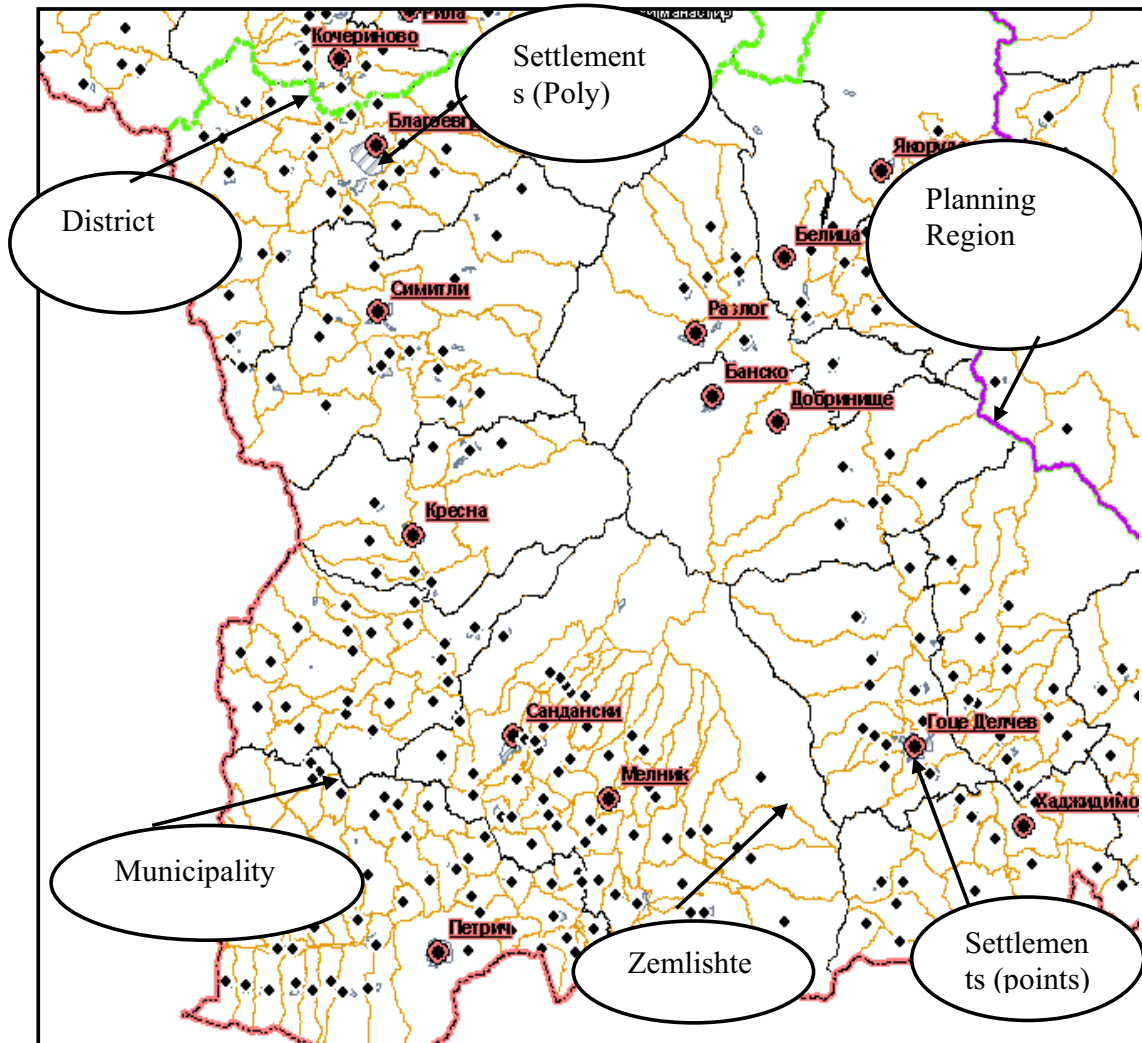 Рила
Кочериново
Settlement
s (Poly)
District
Planning
Region
Белица
Симитли
Разлог
Банско
Добринище
Кресна
Сандански
Гоце Делчев
Мелник
Municipality
Петрич
Zemlishte
Settlemen
ts (points)